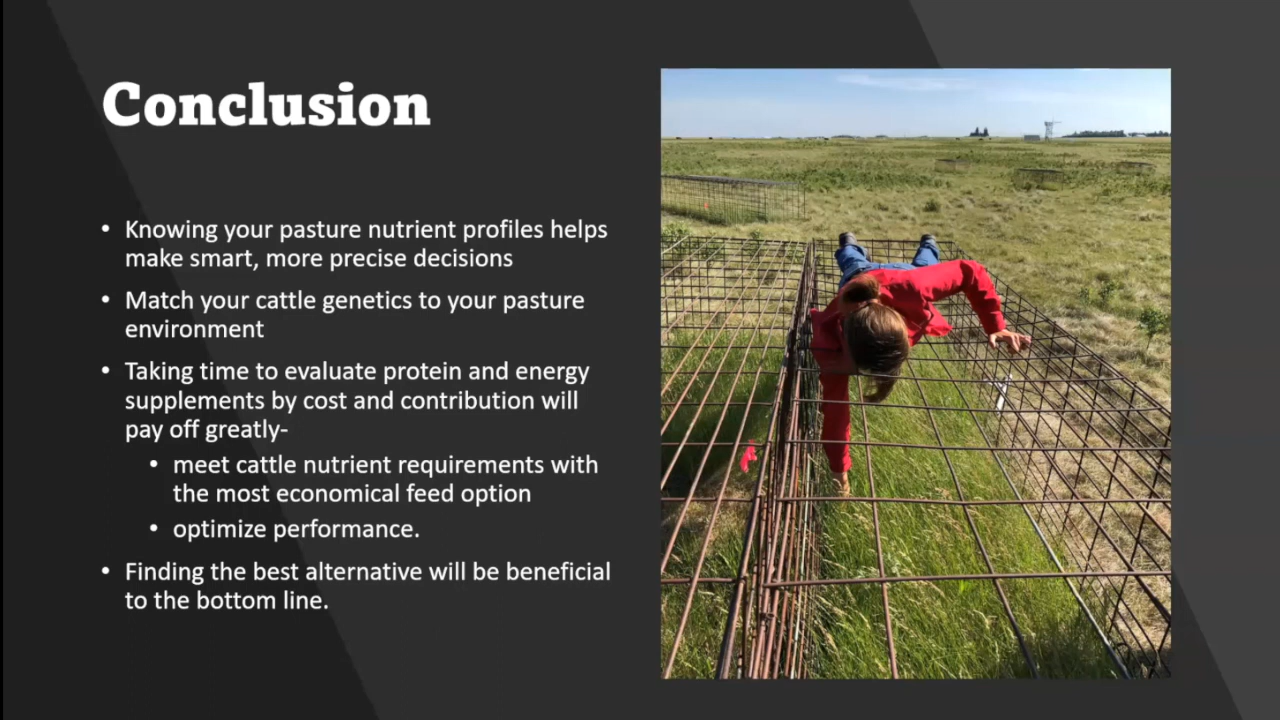 Conclusion
• Knowing your pasture nutrient profiles helps
make smart, more precise decisions
• Match your cattle genetics to your pasture
environment
• Taking time to evaluate protein and energy
supplements by cost and contribution will
pay off greatly-
• meet cattle nutrient requirements with
the most economical feed option
• optimize performance.
• Finding the best alternative will be beneficial
to the bottom line.